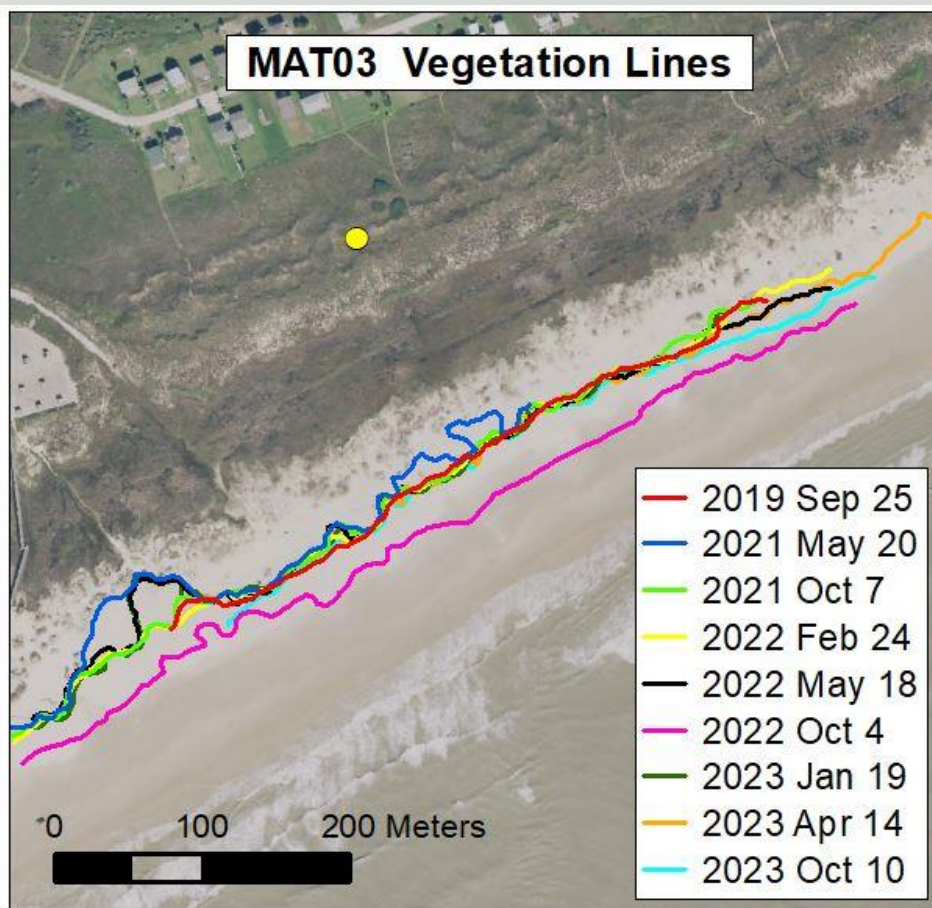 MAT03 Vegetation Lines
2019 Sep 25
2021 May 20
2021 Oct 7
2022 Feb 24
2022 May 18
2022 Oct 4
2023 Jan 19
2023 Apr 14
2023 Oct 10
0 100 200 Meters